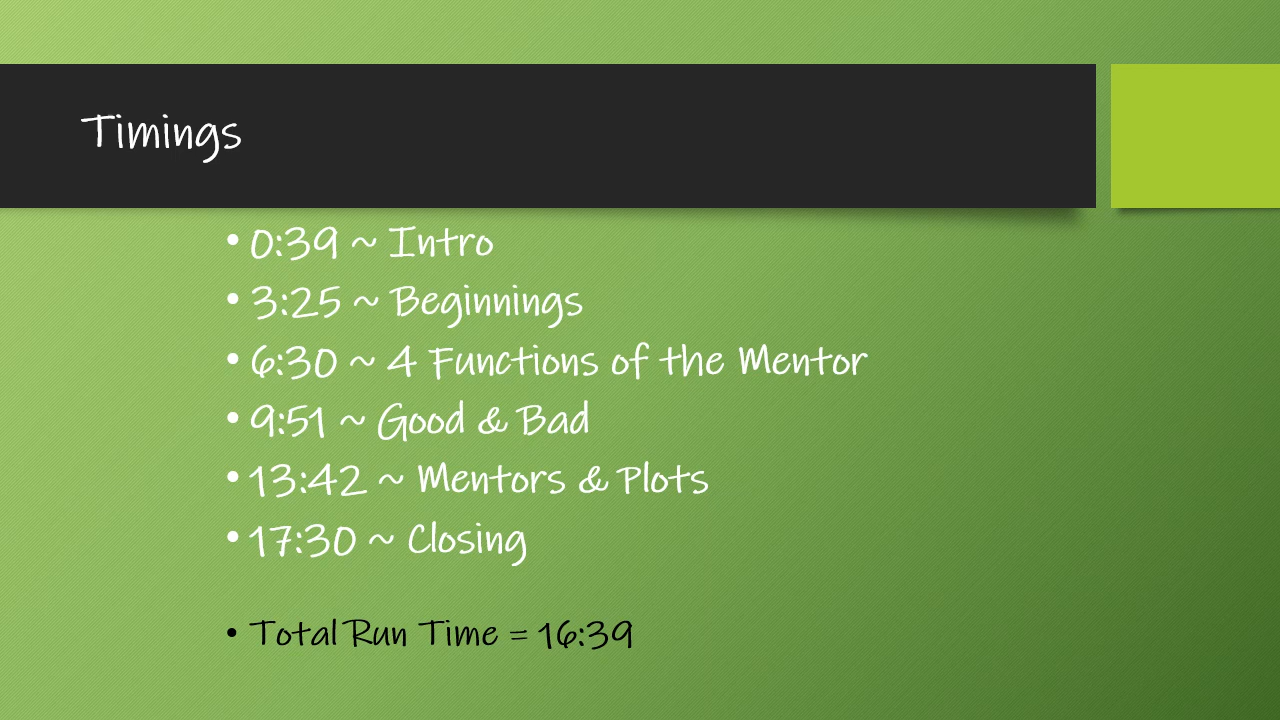 Timings
• 0:39 ~ Intro
• 3:25 ~ Beginnings
• 6:30 ~ 4 Functions of the Mentor
• 9:51 ~ Good & Bad
• 13:42 ~ Mentors & Plots
• 17:30 ~ Closing
• Total Run Time = 16:39